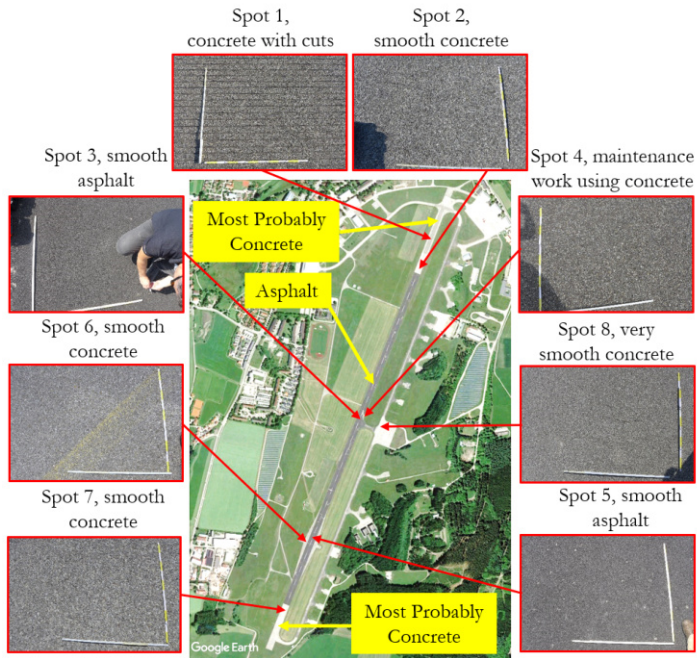 Spot 1,
concrete with cuts
Spot 2,
smooth concrete
Spot 3, smooth
asphalt
Spot 4, maintenance
work using concrete
Most Probably
Concrete
Asphalt
Spot 6, smooth
concrete
Spot 8, very
smooth concrete
Spot 7, smooth
concrete
Spot 5, smooth
asphalt
Most Probably
Concrete
Google Earth